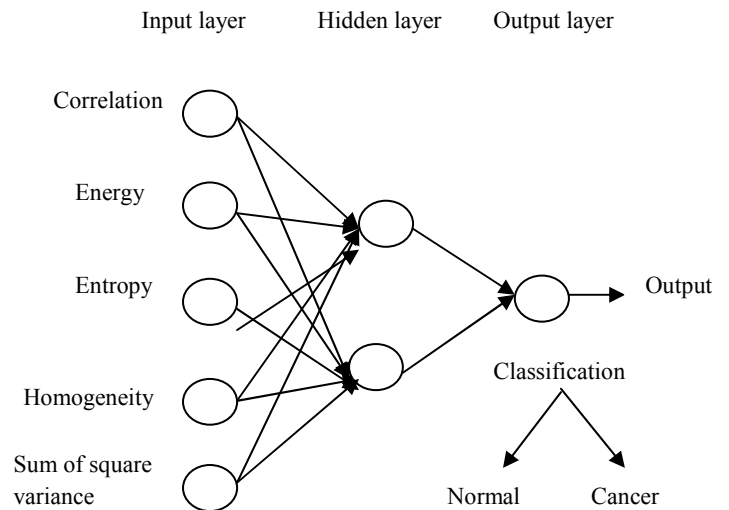 Input layer
Hidden layer
Output layer
Correlation
Energy
Entropy
Homogeneity
Sum of square
variance
Output
Classification
Normal
Cancer